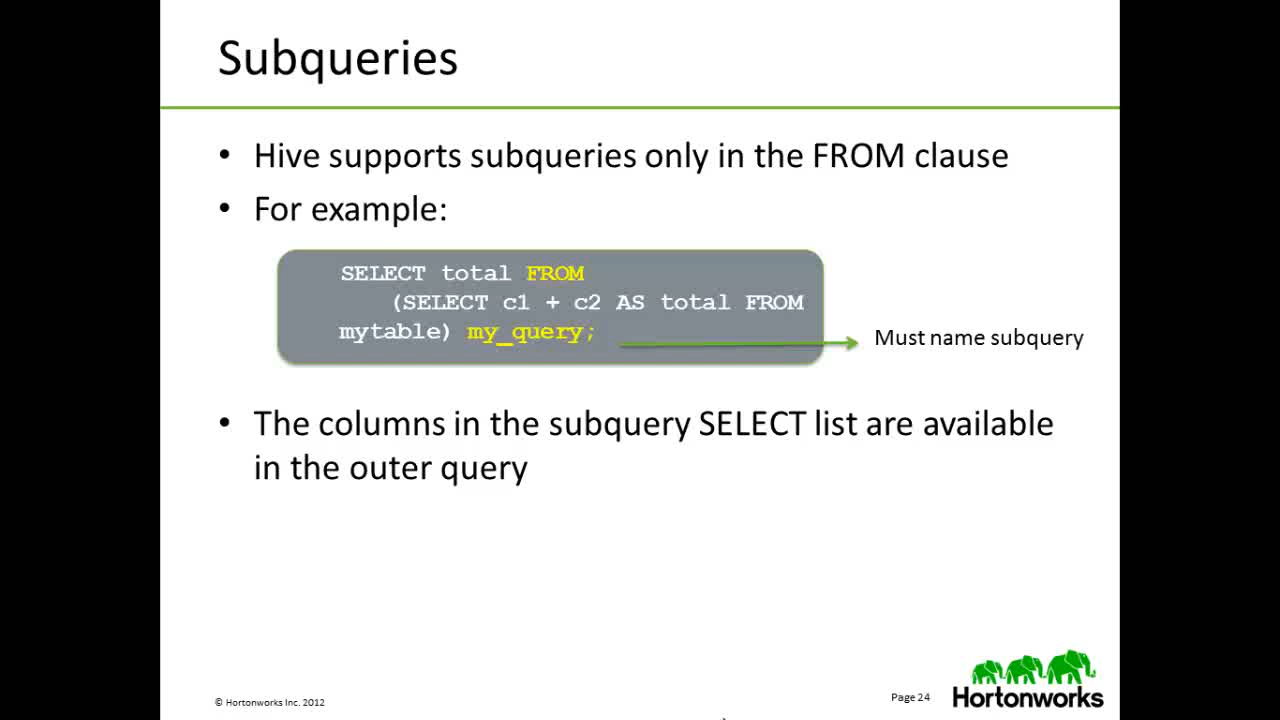 Subqueries
• Hive supports subqueries only in the FROM clause
• For example:
SELECT total FROM
(SELECT c1 + c2 AS total FROM
mytable) my_query;
Must name subquery
• The columns in the subquery SELECT list are available
in the outer query
© Hortonworks Inc. 2012
Page 24
Hortonworks